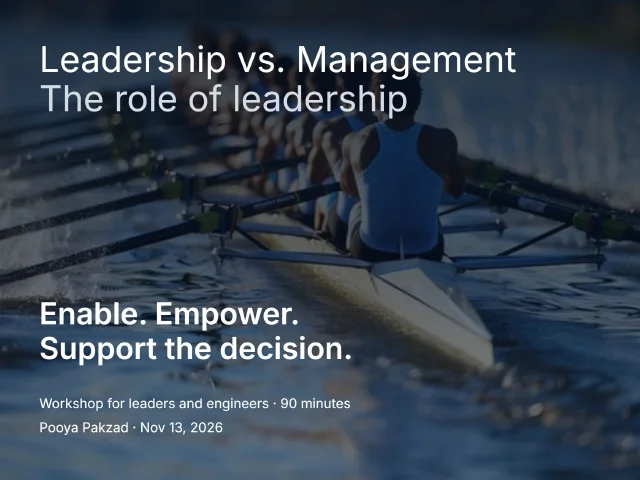 Leadership vs. Management
The role of leadership
Enable. Empower.
Support the decision.
Workshop for leaders and engineers · 90 minutes
Pooya Pakzad · Nov 13, 2026